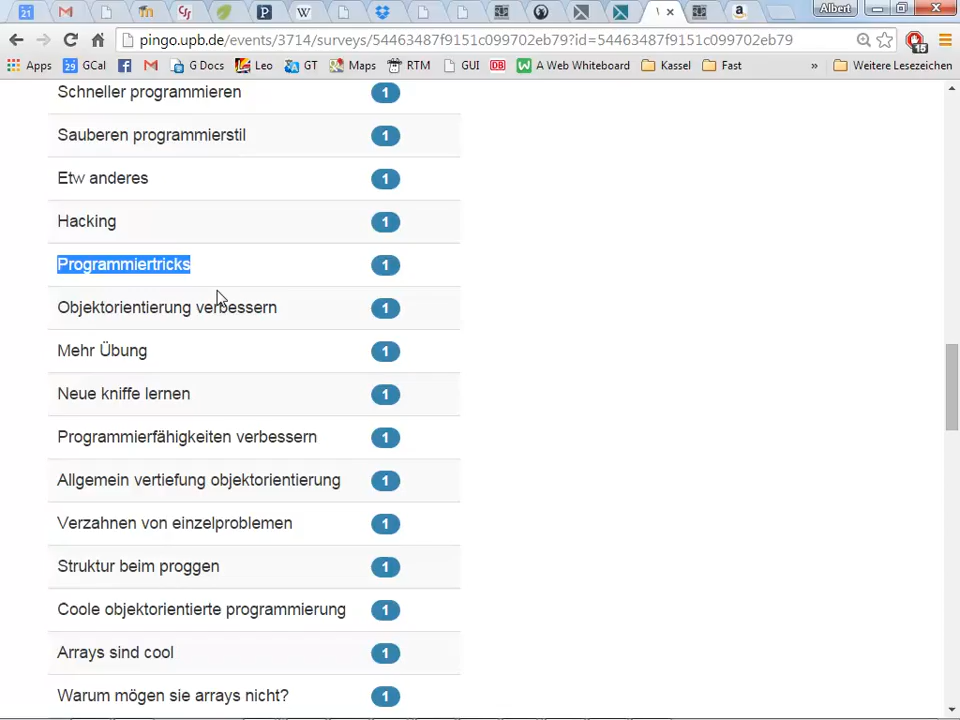 21
Albert
pingo.upb.de/events/3714/surveys/54463487f9151c099702eb79?id=54463487f9151c099702eb79
15
Apps
29 GCal
G Docs
Leo
GT
Maps
RTM
GUI
DB
W A Web Whiteboard
Kassel
Fast
»
Weitere Lesezeichen
Schneller programmieren 1
Sauberen programmierstil 1
Etw anderes 1
Hacking 1
Programmiertricks 1
Objektorientierung verbessern 1
Mehr Übung 1
Neue kniffe lernen 1
Programmierfähigkeiten verbessern 1
Allgemein vertiefung objektorientierung 1
Verzahnen von einzelproblemen 1
Struktur beim proggen 1
Coole objektorientierte programmierung 1
Arrays sind cool 1
Warum mögen sie arrays nicht? 1